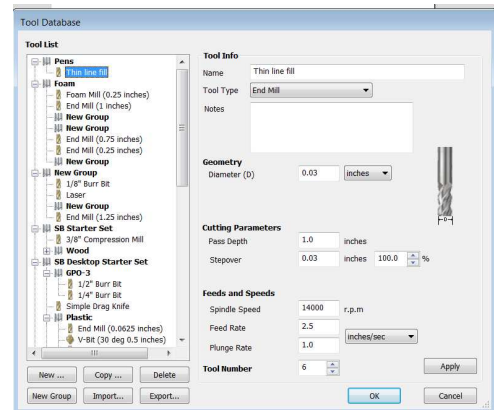 Tool Database
Tool List
Pens
Thin line fill
Foam
Foam Mill (0.25 inches)
End Mill (1 inches)
New Group
New Group
End Mill (0.75 inches)
End Mill (0.25 inches)
New Group
New Group
1/8" Burr Bit
Laser
New Group
End Mill (1.25 inches)
SB Starter Set
3/8" Compression Mill
Wood
SB Desktop Starter Set
GPO-3
1/2" Burr Bit
1/4" Burr Bit
Simple Drag Knife
Plastic
End Mill (0.0625 inches)
V-Bit (30 deg 0.5 inches)
New ... Copy ... Delete
New Group Import... Export...
Tool Info
Name Thin line fill
Tool Type End Mill
Notes
Geometry
Diameter (D) 0.03 inches
D
Cutting Parameters
Pass Depth 1.0 inches
Stepover 0.03 inches 100.0 %
Feeds and Speeds
Spindle Speed 14000 r.p.m
Feed Rate 2.5
inches/sec
Plunge Rate 1.0
Tool Number 6 Apply
OK Cancel